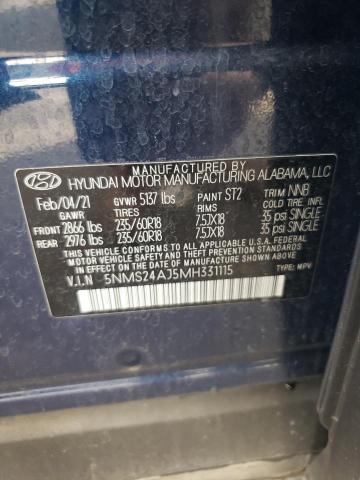 MANUFACTURED BY
HYUNDAI MOTOR MANUFACTURING ALABAMA, LLC
Feb/04/21 GVWR 5137 lbs PAINT ST2 TRIM NNB
GAWR TIRES RIMS
FRONT 2866 lbs 235/60R18 7.5JX18 35 psi SINGLE
REAR 2976 lbs 235/60R18 7.5JX18 35 psi SINGLE
THIS VEHICLE CONFORMS TO ALL APPLICABLE U.S.A. FEDERAL
MOTOR VEHICLE SAFETY, BUMPER, AND THEFT PREVENTION
STANDARDS IN EFFECT ON THE DATE OF MANUFACTURE SHOWN ABOVE.
V.I.N 5NMS24AJ5MH331115 TYPE: MPV